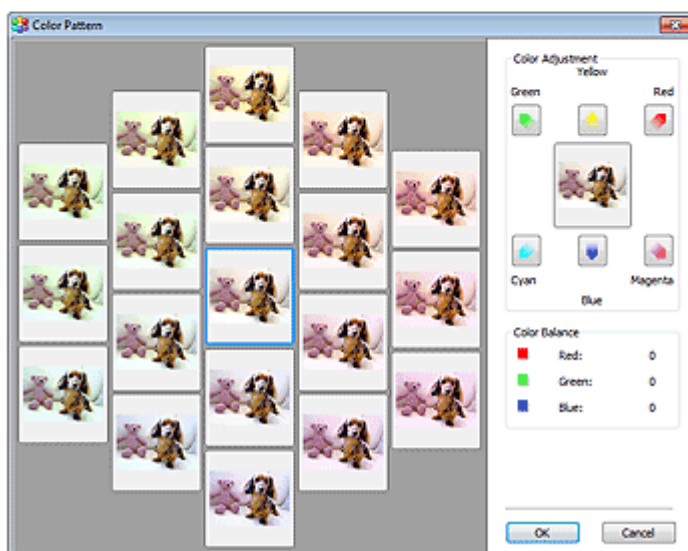 Color Pattern
Color Adjustment
Yellow
Green Red
Cyan Magenta
Blue
Color Balance
Red: 0
Green: 0
Blue: 0
OK Cancel